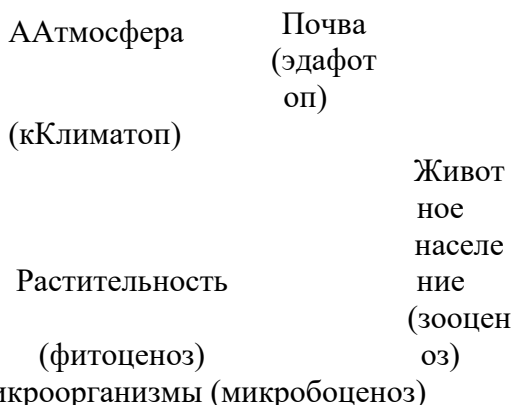 ААтмосфера
Почва
(эдафот
оп)
(кКлиматоп)
Живот
ное
населе
ние
(зооцен
оз)
Растительность
(фитоценоз)
икроорганизмы (микробоценоз)